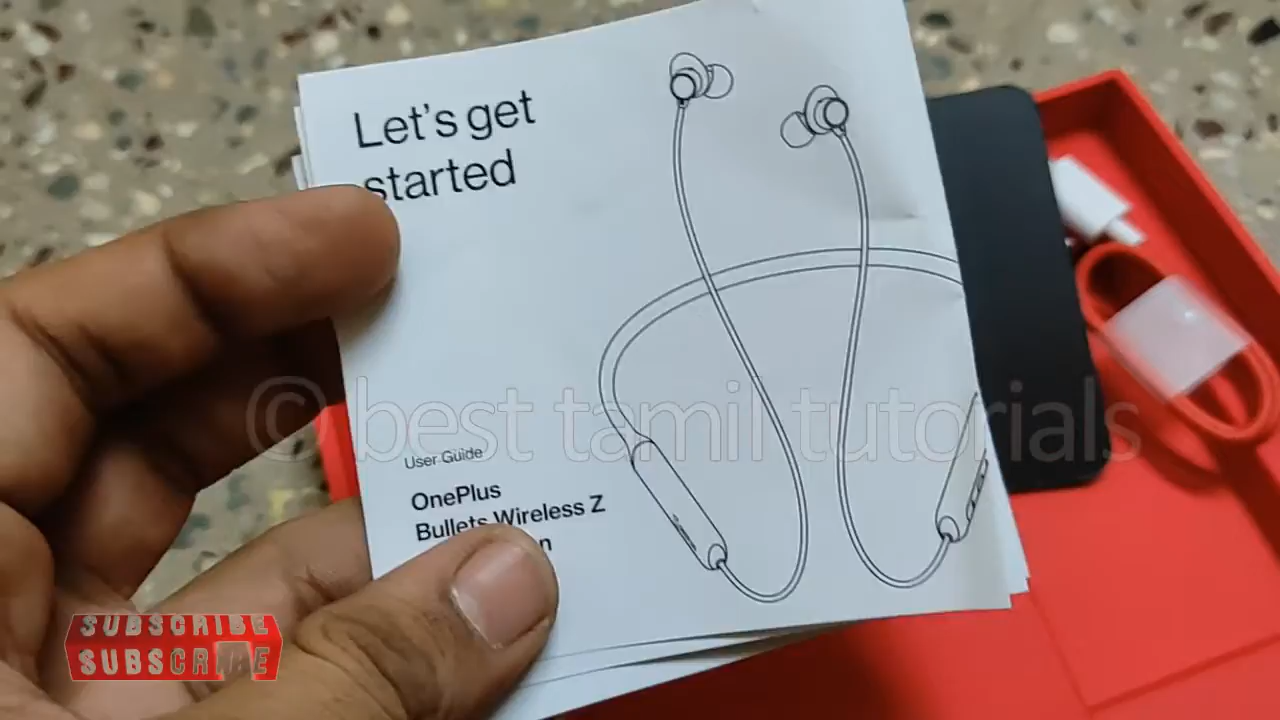 Let's get
started
© best tamil tutorials
User Guide
OnePlus
Bullets Wireless Z
SUBSCRIBE
SUBSCRIBE